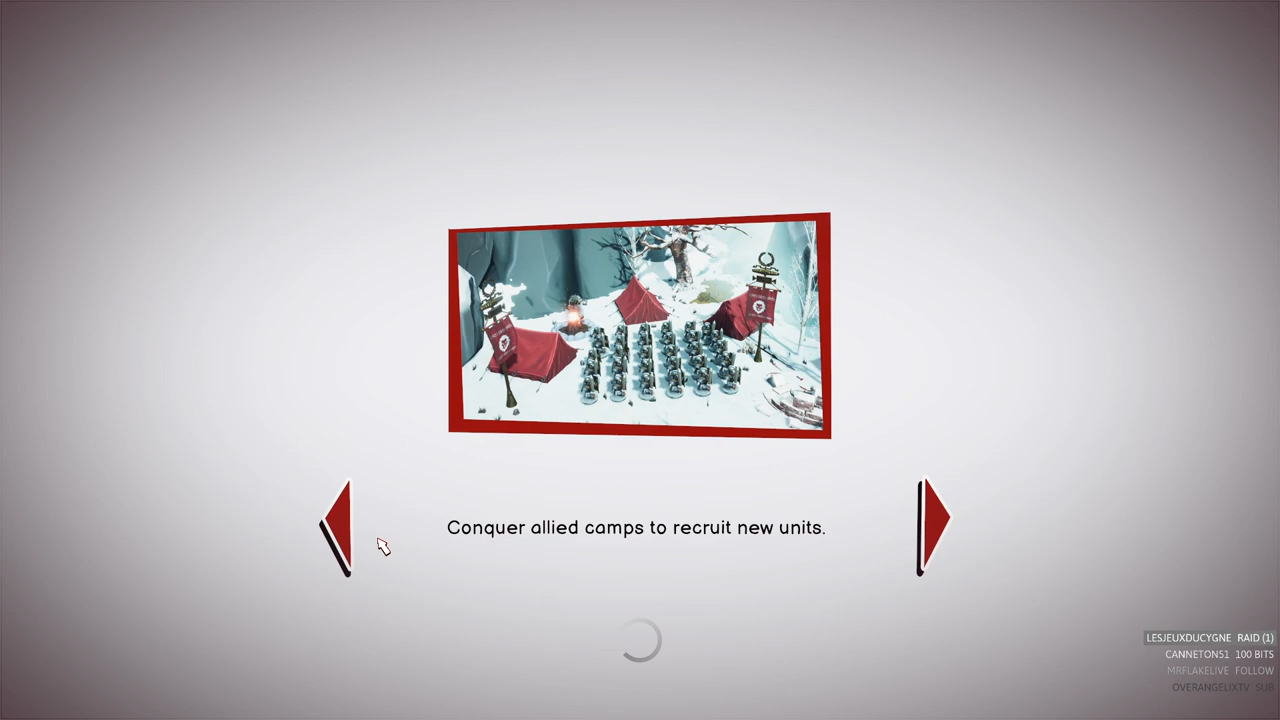 Conquer allied camps to recruit new units.
LESJEUXDUCYGNE RAID (1)
CANNETON51 100 BITS
MRFLAKELIVE FOLLOW
OVERANGELIXTV SUB